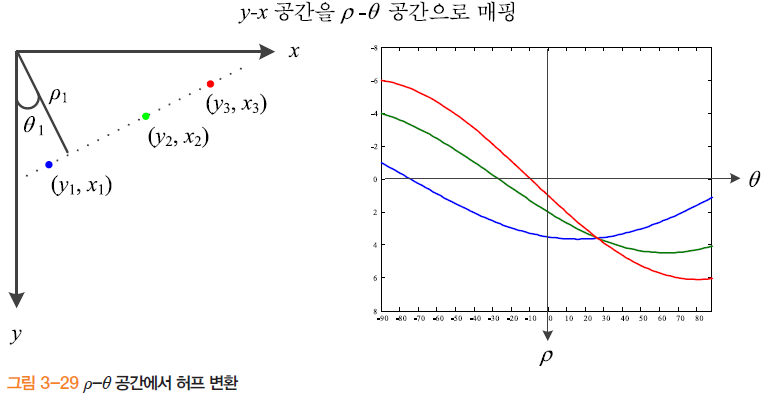 y-x 공간을 ρ -θ 공간으로 매핑
x
ρ1
θ1
(y3, x3)
(y2, x2)
(y1, x1)
y
-8
-6
-4
-2
0
2
4
6
8
θ
-90 -80 -70 -60 -50 -40 -30 -20 -10 0 10 20 30 40 50 60 70 80
ρ
그림 3-29 ρ-θ 공간에서 허프 변환